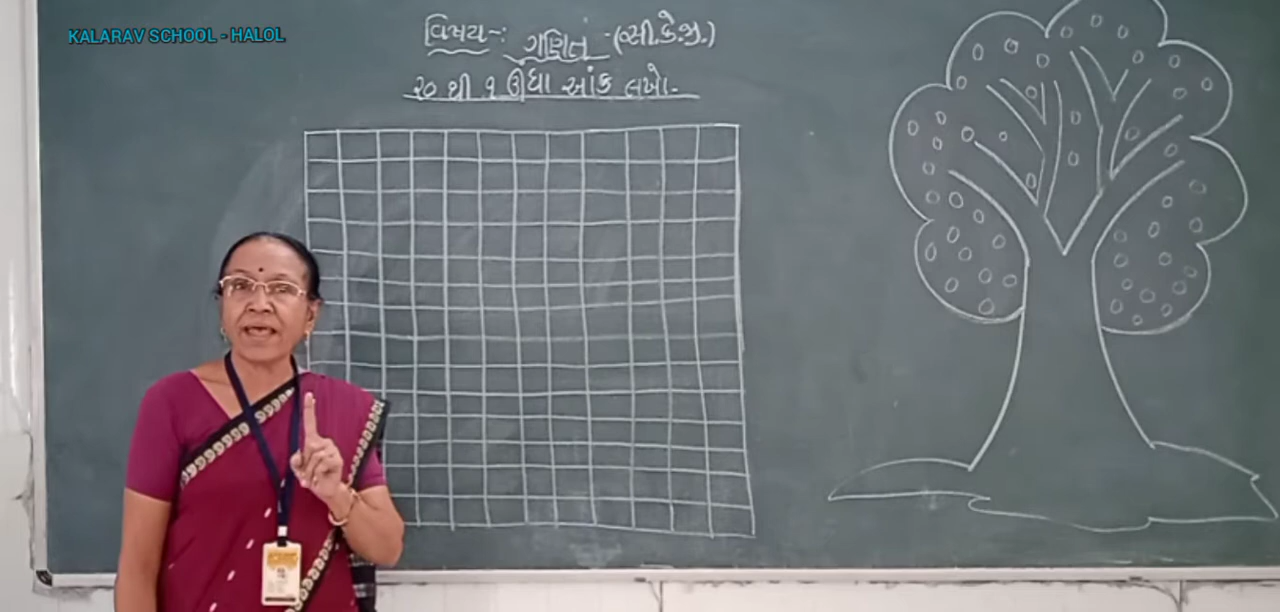 KALARAV SCHOOL - HALOL
વિષય-: ગણિત -(સી.કે.જી.)
૨૦ થી ૧ ઊંધા આંક લખો.